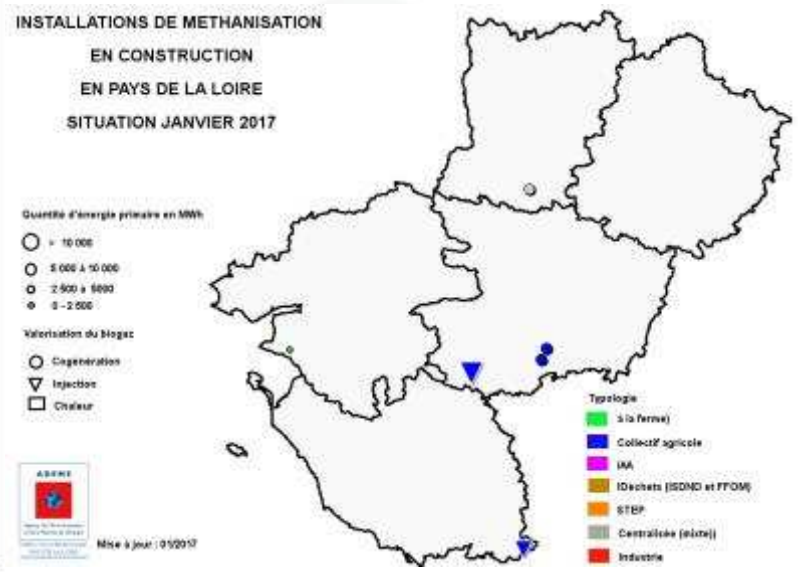 INSTALLATIONS DE METHANISATION
EN CONSTRUCTION
EN PAYS DE LA LOIRE
SITUATION JANVIER 2017
Quantité d'énergie primaire en MWh
> 10 000
5 000 à 10 000
2 500 à 5000
0 - 2 500
Valorisation du biogaz
Cogénération
Injection
Chaleur
ADEME
Mise à jour : 01/2017
Typologie
à la ferme)
Collectif agricole
IAA
IDéchets (ISDND et FFOM)
STEP
Centralisée (mixte))
Industrie